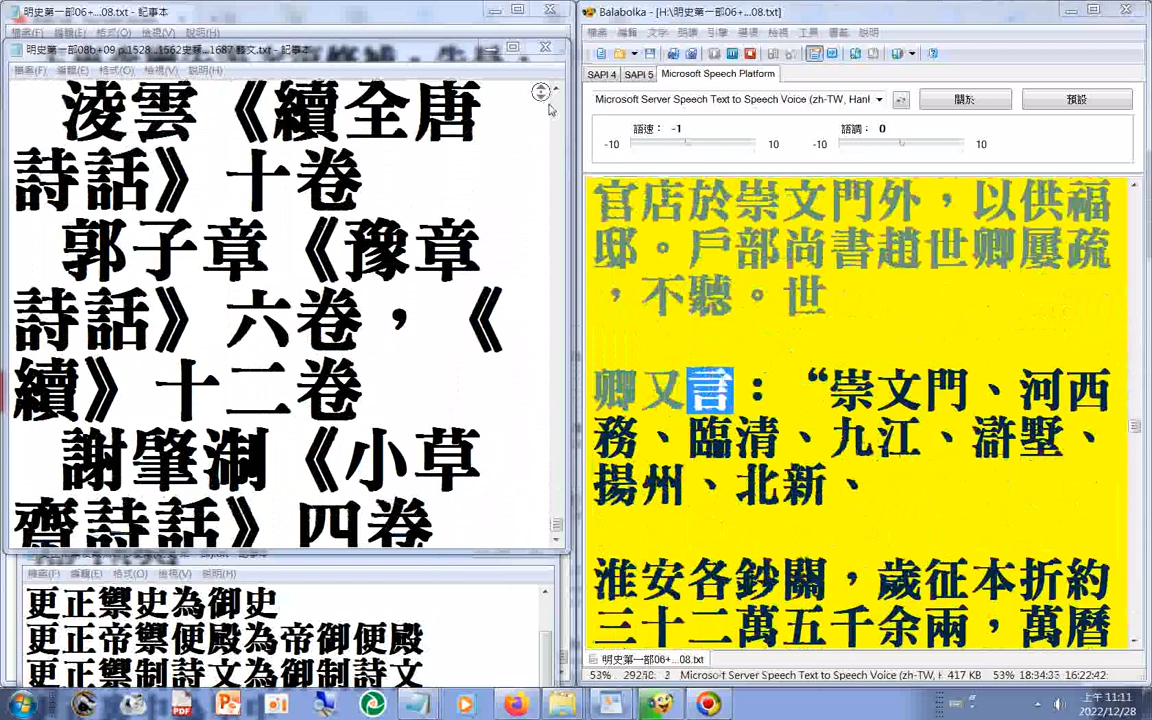 明史第一部06+...08.txt - 記事本
檔案(F) 編輯(E) 格式(O) 檢視(V) 說明(H)
明史第一部08b+09 p.1528...1562史類...1687 藝文.txt - 記事本
檔案(F) 編輯(E) 格式(O) 檢視(V) 說明(H)
淩雲《續全唐
詩話》十卷
郭子章《豫章
詩話》六卷，《
續》十二卷
謝肇淛《小草
齋詩話》四卷
檔案(F) 編輯(E) 格式(O) 檢視(V) 說明(H)
更正禦史為御史
更正帝禦便殿為帝御便殿
更正禦制詩文為御制詩文
Balabolka - [H:\明史第一部06+...08.txt]
檔案 編輯 文字 朗讀 引擎 選項 檢視 工具 書籤 說明
SAPI 4 SAPI 5 Microsoft Speech Platform
Microsoft Server Speech Text to Speech Voice (zh-TW, Han 關於 預設
語速： -1 語調： 0
-10 10 -10 10
官店於崇文門外，以供福
邸。戶部尚書趙世卿屢疏
，不聽。世
卿又言：“崇文門、河西
務、臨清、九江、滸墅、
揚州、北新、
淮安各鈔關，歲征本折約
三十二萬五千余兩，萬曆
明史第一部06+...08.txt
53% Microsoft Server Speech Text to Speech Voice (zh-TW, H 417 KB 53% 18:34:33 16:22:42
上午 11:11
2022/12/28